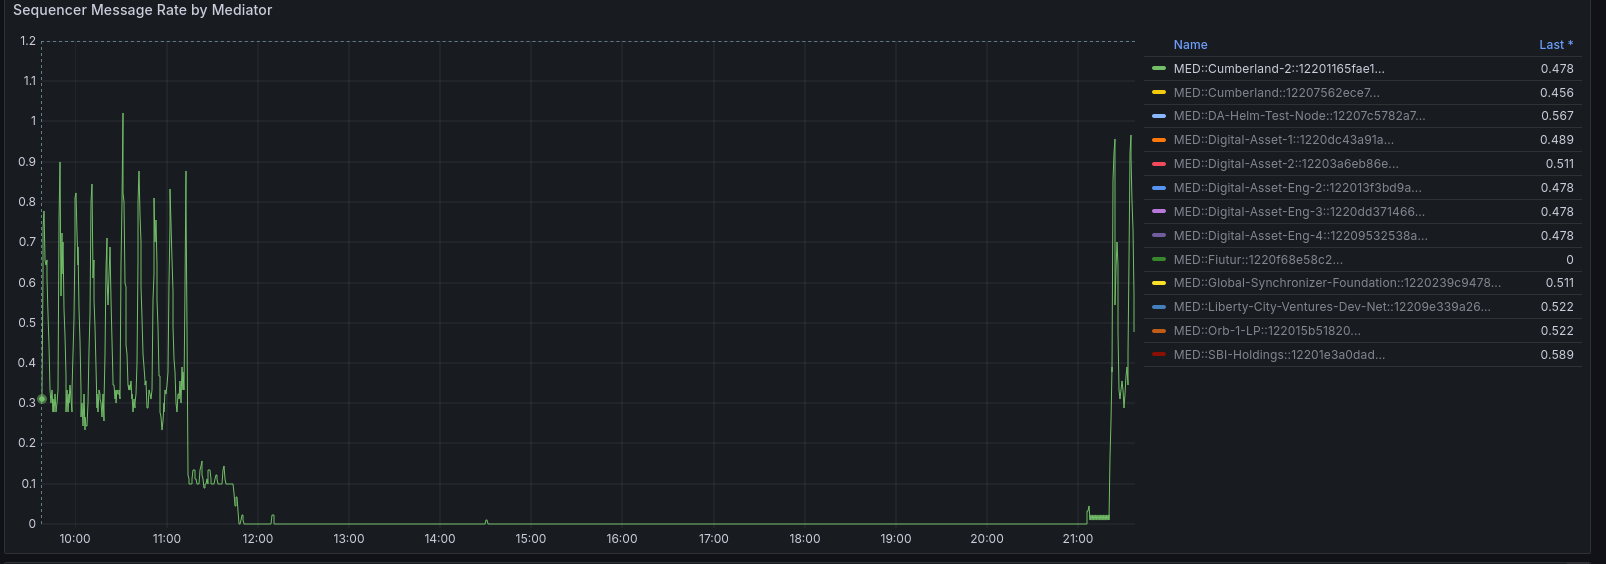 Sequencer Message Rate by Mediator
1.2
1.1
1
0.9
0.8
0.7
0.6
0.5
0.4
0.3
0.2
0.1
0
10:00 11:00 12:00 13:00 14:00 15:00 16:00 17:00 18:00 19:00 20:00 21:00
Name Last *
MED::Cumberland-2::12201165fae1... 0.478
MED::Cumberland::12207562ece7... 0.456
MED::DA-Helm-Test-Node::12207c5782a7... 0.567
MED::Digital-Asset-1::1220dc43a91a... 0.489
MED::Digital-Asset-2::12203a6eb86e... 0.511
MED::Digital-Asset-Eng-2::122013f3bd9a... 0.478
MED::Digital-Asset-Eng-3::1220dd371466... 0.478
MED::Digital-Asset-Eng-4::12209532538a... 0.478
MED::Fiutur::1220f68e58c2... 0
MED::Global-Synchronizer-Foundation::1220239c9478... 0.511
MED::Liberty-City-Ventures-Dev-Net::12209e339a26... 0.522
MED::Orb-1-LP::122015b51820... 0.522
MED::SBI-Holdings::12201e3a0dad... 0.589